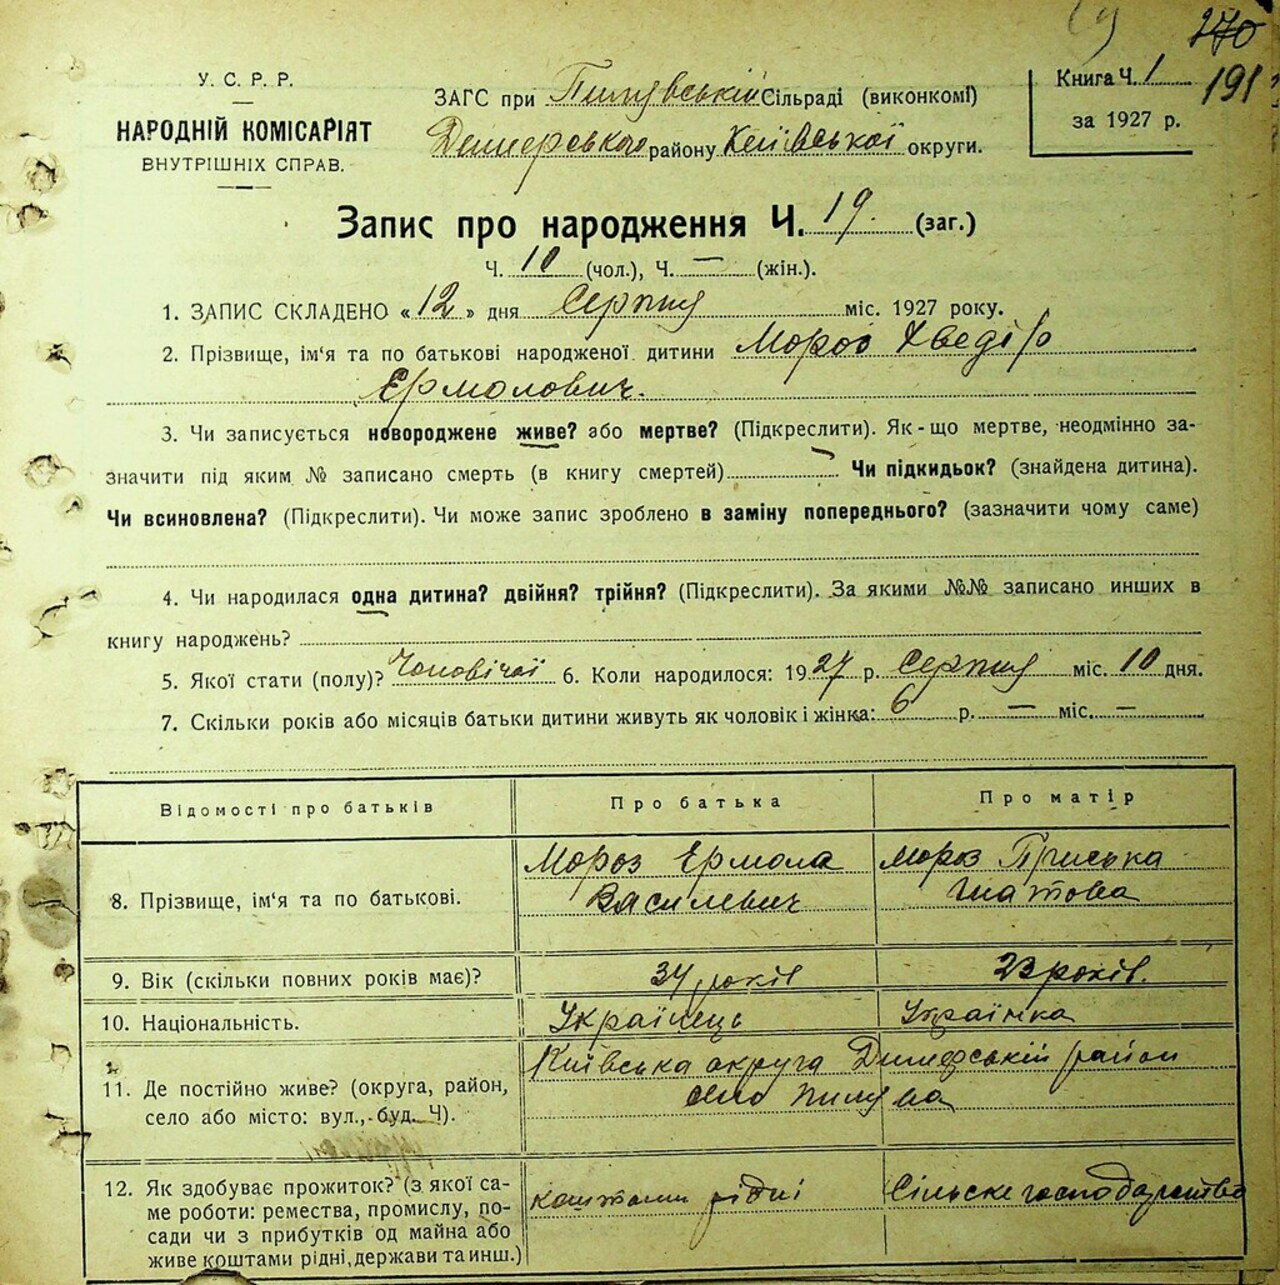 270
У. С. Р. Р.
НАРОДНІЙ КОМІСАРІЯТ
ВНУТРІШНІХ СПРАВ.
ЗАГС при Пилявській Сільраді (виконкомі)
Димерського району Київської округи.
Книга Ч. 1
191
за 1927 р.
Запис про народження Ч. 19. (заг.)
Ч. 10 (чол.), Ч. — (жін.).
1. ЗАПИС СКЛАДЕНО «12» дня Серпня міс. 1927 року.
2. Прізвище, ім'я та по батькові народженої дитини Мороз Хведір
Ермолович.
3. Чи записується новороджене живе? або мертве? (Підкреслити). Як-що мертве, неодмінно за-
значити під яким № записано смерть (в книгу смертей) — Чи підкидьок? (знайдена дитина).
Чи всиновлена? (Підкреслити). Чи може запис зроблено в заміну попереднього? (зазначити чому саме)
4. Чи народилася одна дитина? двійня? трійня? (Підкреслити). За якими №№ записано инших в
книгу народжень?
5. Якої стати (полу)? Чоловічої 6. Коли народилося: 1927 р. Серпня міс. 10 дня.
7. Скільки років або місяців батьки дитини живуть як чоловік і жінка: 6 р. — міс. —
Відомості про батьків
Про батька
Про матір
8. Прізвище, ім'я та по батькові.
Мороз Ермола
Василевич
Мороз Приська
9. Вік (скільки повних років має)?
34 років
23 років.
10. Національність.
Українець
Українка
11. Де постійно живе? (округа, район,
село або місто: вул., буд. Ч).
Київська округа Димерській район
село Пилява
12. Як здобуває прожиток? (з якої са-
ме роботи: ремества, промислу, по-
сади чи з прибутків од майна або
живе коштами рідні, держави та инш.)
коштами рідні
Сільске господарство